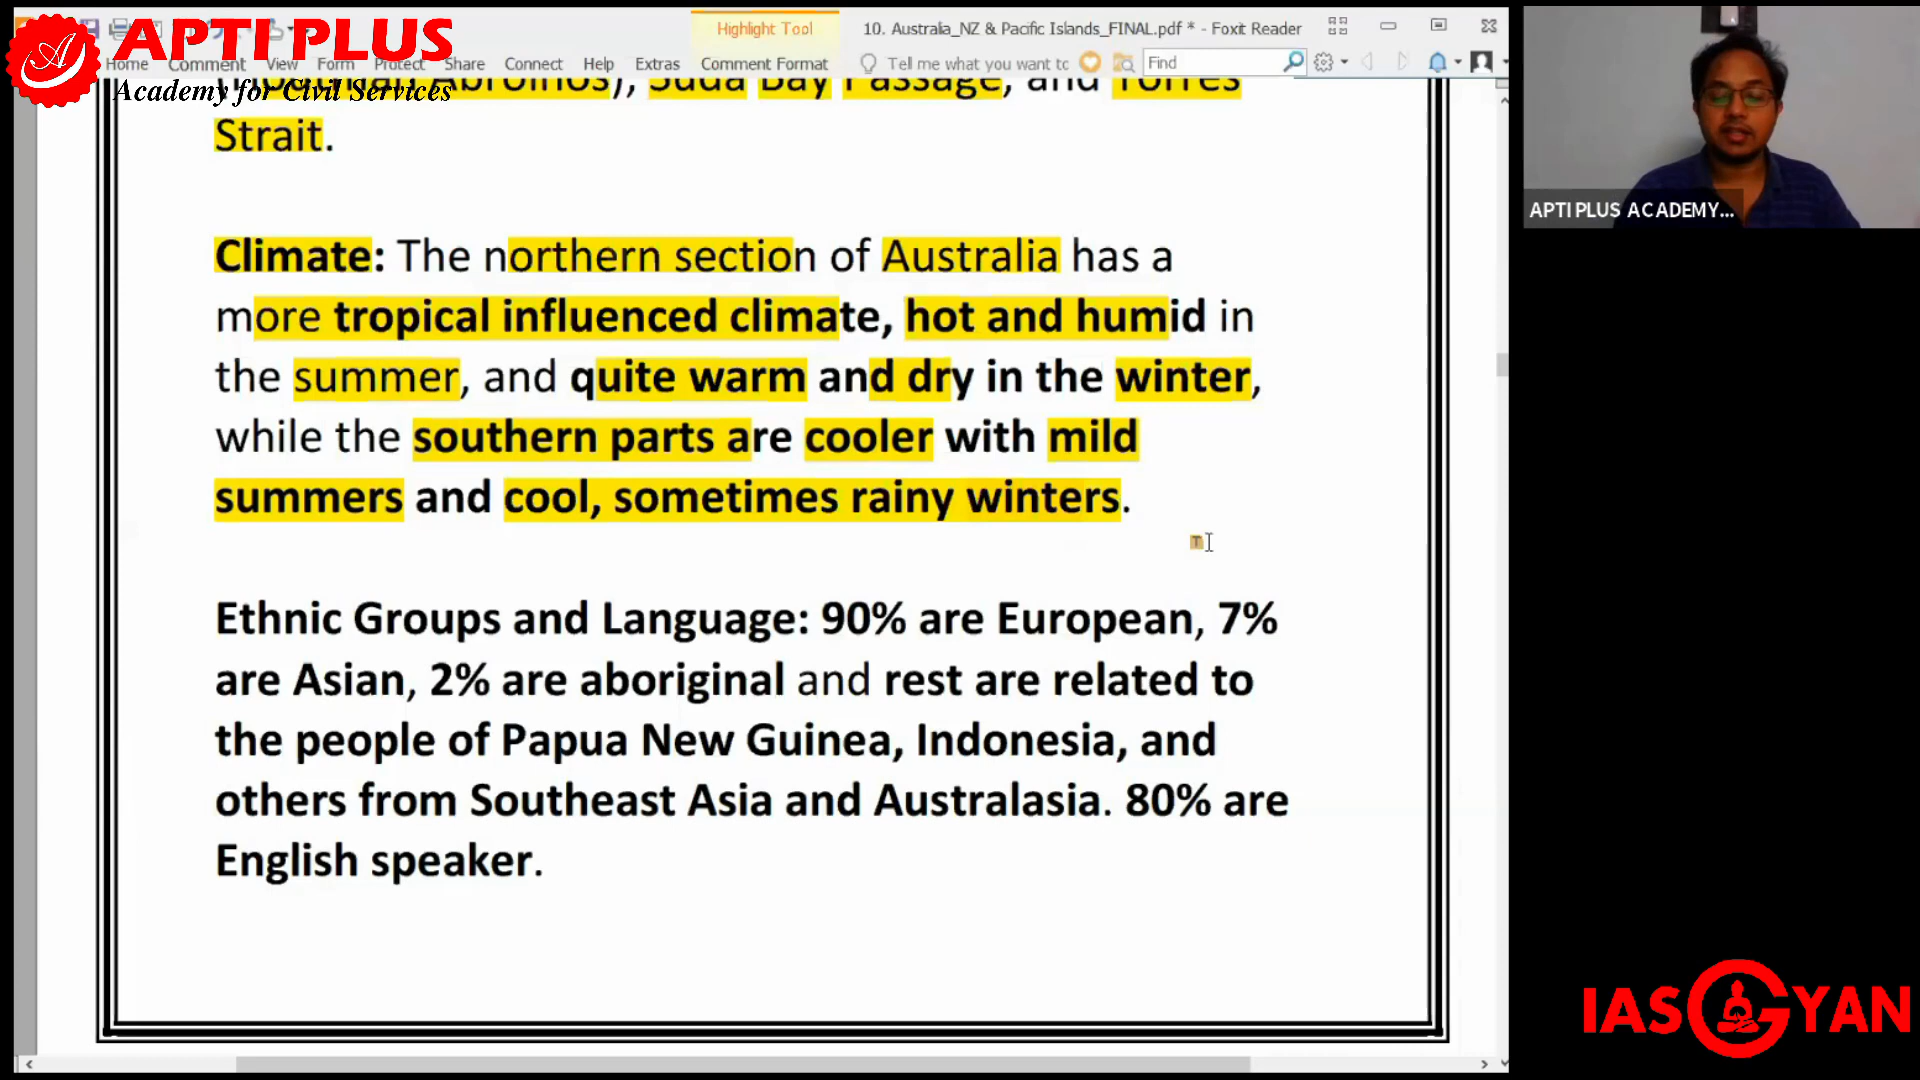 APTI PLUS
Academy for Civil Services
Highlight Tool
10. Australia_NZ & Pacific Islands_FINAL.pdf * - Foxit Reader
Home Comment View Form Protect Share Connect Help Extras Comment Format Tell me what you want to Find
Suda Bay Passage, and Torres
Strait.
Climate: The northern section of Australia has a
more tropical influenced climate, hot and humid in
the summer, and quite warm and dry in the winter,
while the southern parts are cooler with mild
summers and cool, sometimes rainy winters.
Ethnic Groups and Language: 90% are European, 7%
are Asian, 2% are aboriginal and rest are related to
the people of Papua New Guinea, Indonesia, and
others from Southeast Asia and Australasia. 80% are
English speaker.
APTI PLUS ACADEMY...
IAS GYAN